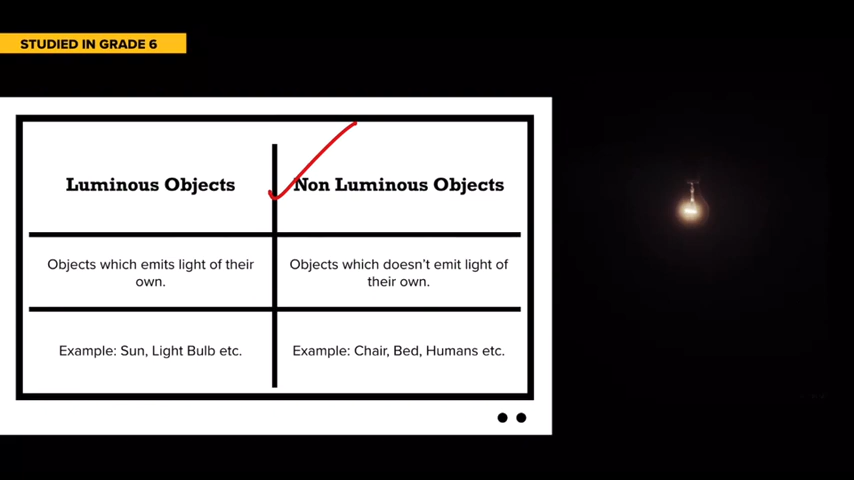 STUDIED IN GRADE 6
Luminous Objects
Non Luminous Objects
Objects which emits light of their
own.
Objects which doesn't emit light of
their own.
Example: Sun, Light Bulb etc.
Example: Chair, Bed, Humans etc.